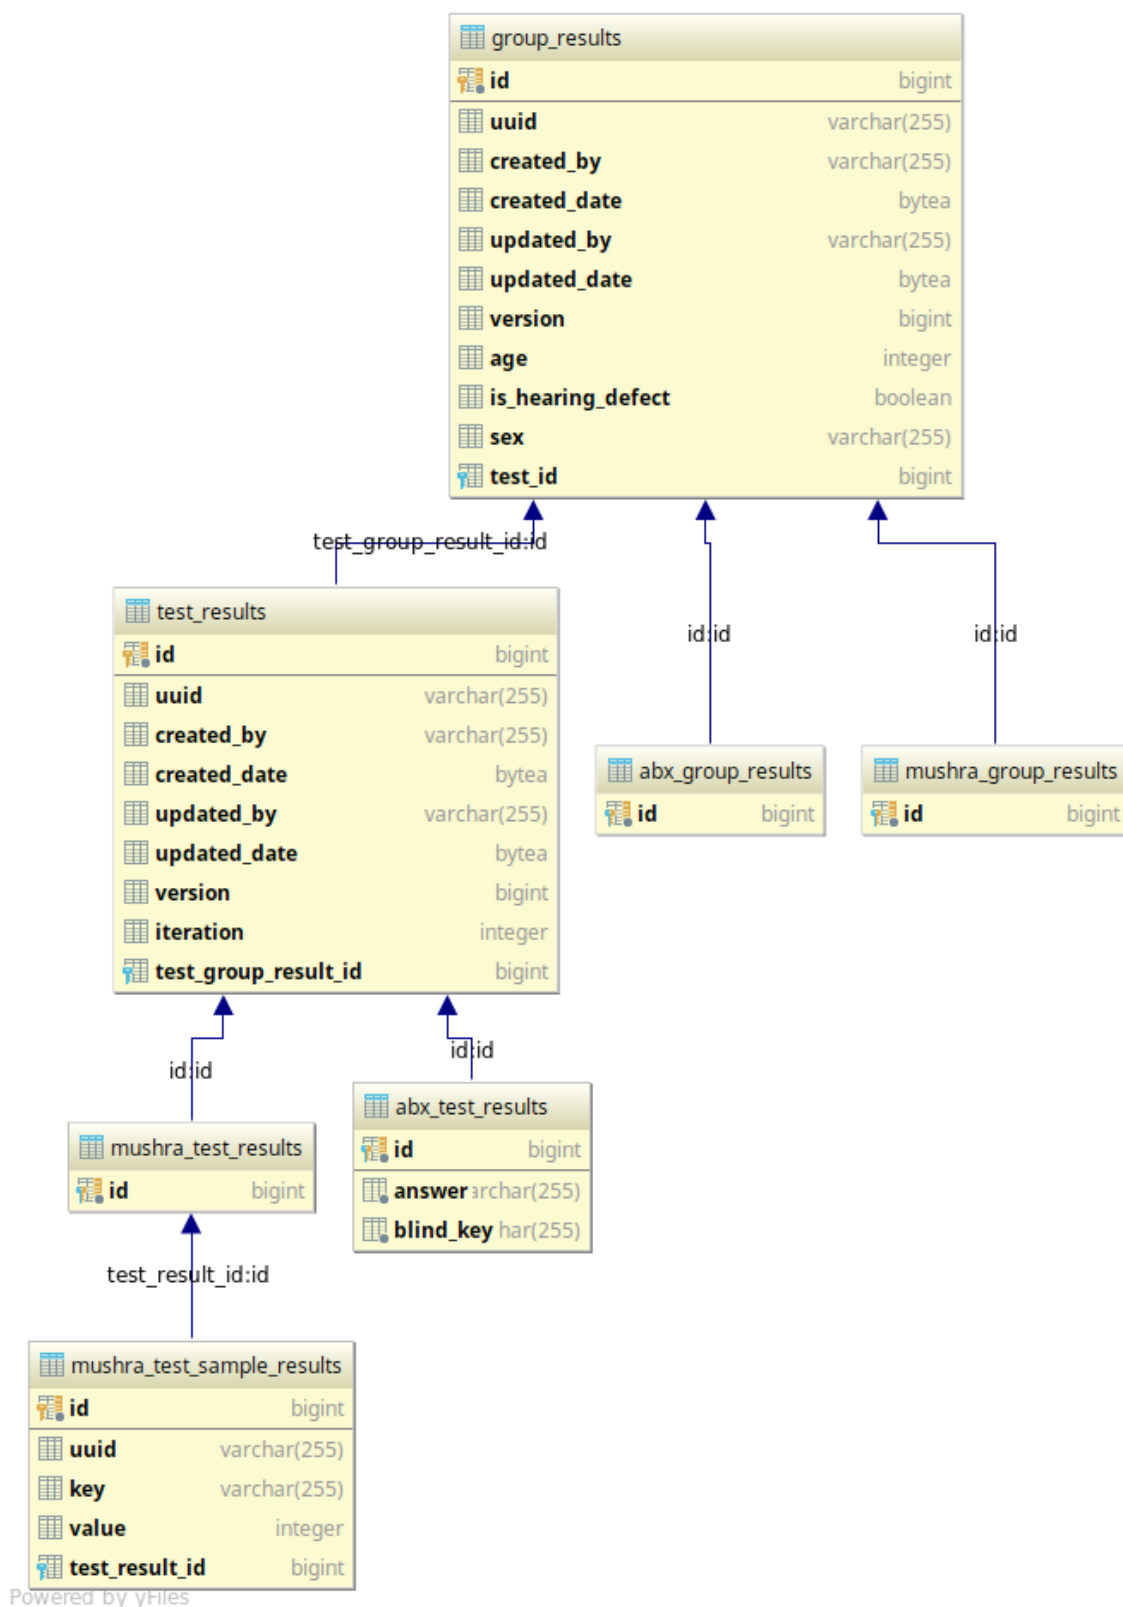 group_results
id bigint
uuid varchar(255)
created_by varchar(255)
created_date bytea
updated_by varchar(255)
updated_date bytea
version bigint
age integer
is_hearing_defect boolean
sex varchar(255)
test_id bigint
test_group_result_id:id
test_results
id bigint
uuid varchar(255)
created_by varchar(255)
created_date bytea
updated_by varchar(255)
updated_date bytea
version bigint
iteration integer
test_group_result_id bigint
id:id
id:id
abx_group_results
id bigint
mushra_group_results
id bigint
id:id
id:id
mushra_test_results
id bigint
abx_test_results
id bigint
answer archar(255)
blind_key har(255)
test_result_id:id
mushra_test_sample_results
id bigint
uuid varchar(255)
key varchar(255)
value integer
test_result_id bigint
Powered by yFiles